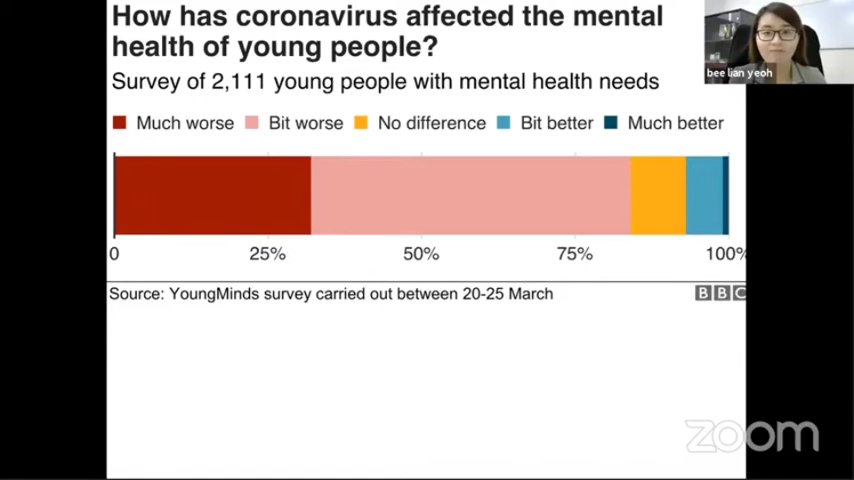 How has coronavirus affected the mental
health of young people?
Survey of 2,111 young people with mental health needs
Much worse Bit worse No difference Bit better Much better
0 25% 50% 75% 100%
Source: YoungMinds survey carried out between 20-25 March
BBC
bee lian yeoh
zoom